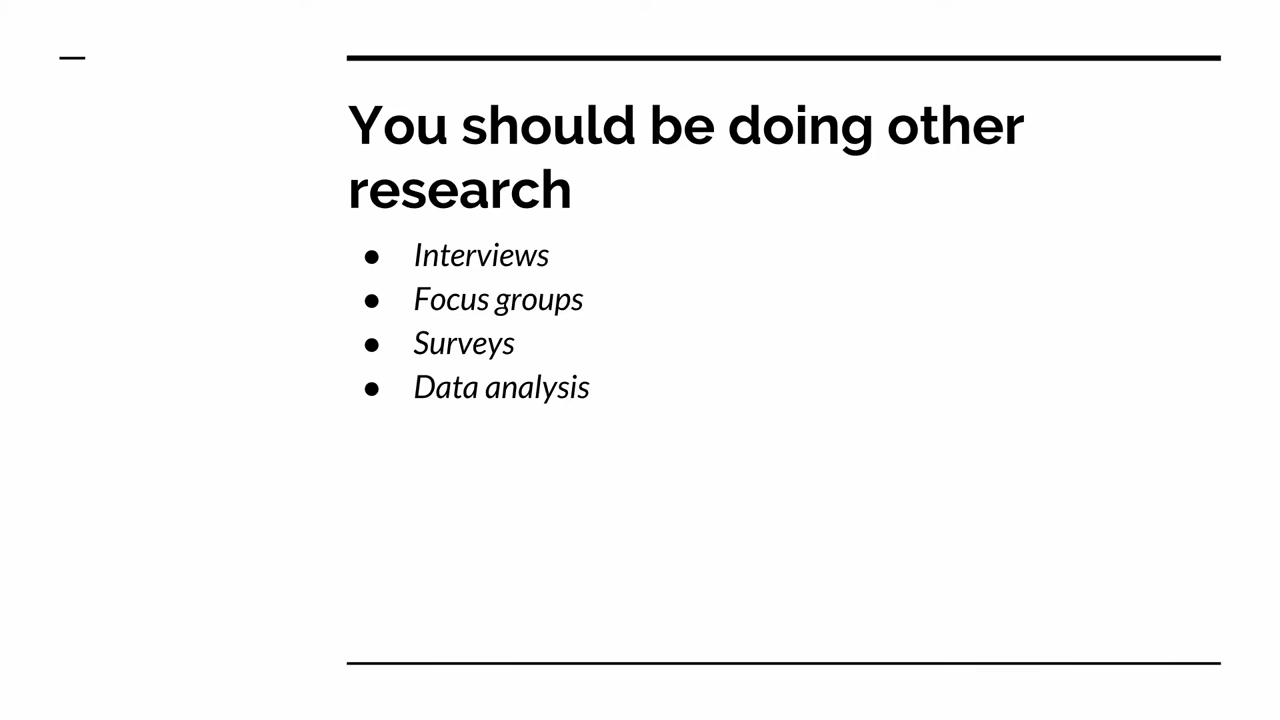 You should be doing other
research
● Interviews
● Focus groups
● Surveys
● Data analysis